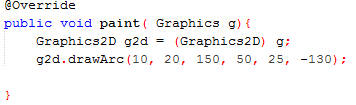 @Override
public void paint( Graphics g){
Graphics2D g2d = (Graphics2D) g;
g2d.drawArc(10, 20, 150, 50, 25, -130);
}